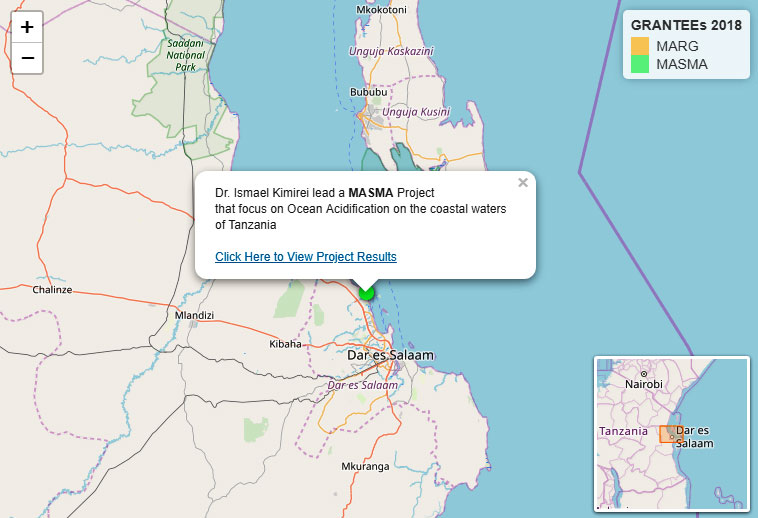 +
−
Mkokotoni
Saadani
National
Park
Unguja Kaskazini
Bububu
Unguja Kusini
GRANTEEs 2018
MARG
MASMA
×
Dr. Ismael Kimirei lead a MASMA Project
that focus on Ocean Acidification on the coastal waters
of Tanzania
Click Here to View Project Results
Chalinze
Mlandizi
Kibaha
Dar es Salaam
Dar es Salaam
Mkuranga
Nairobi
Tanzania
Dar es
Salaam